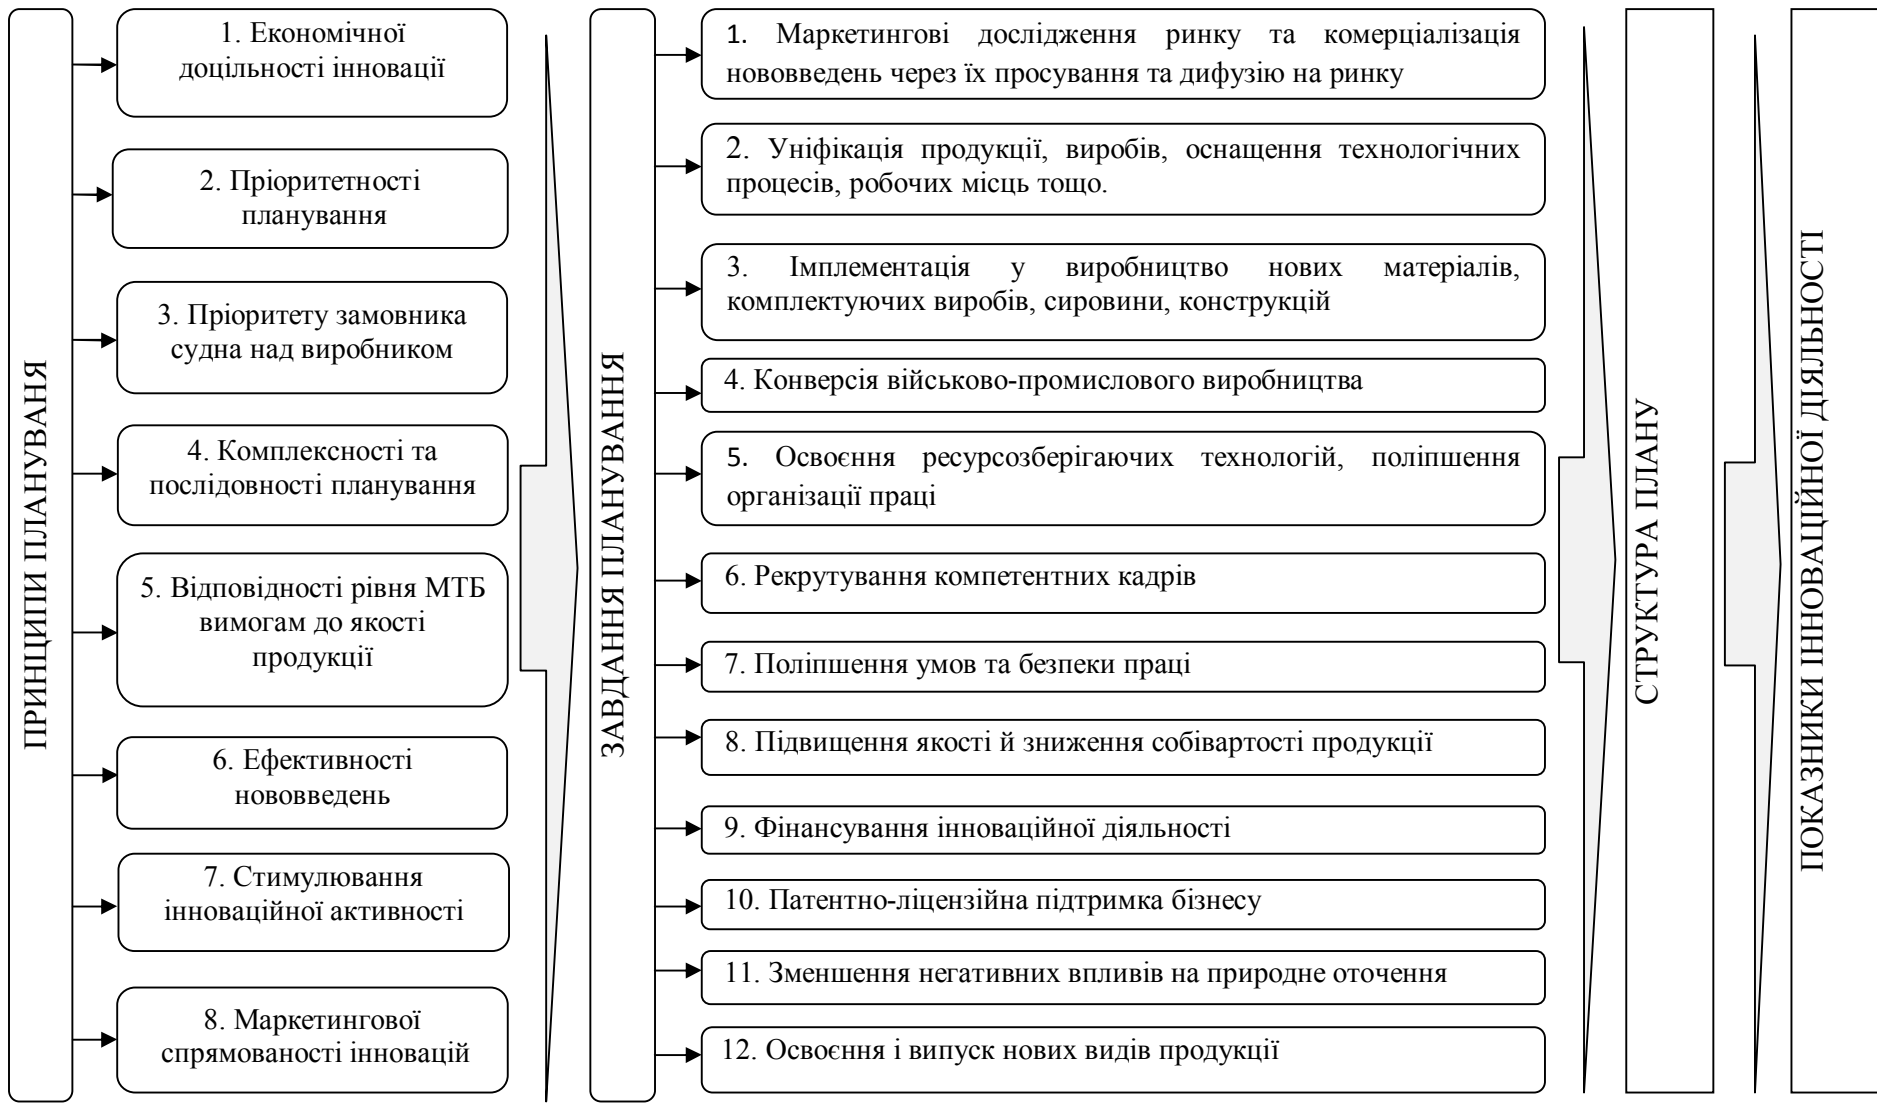 ПРИНЦИПИ ПЛАНУВАНЯ
1. Економічної
доцільності інновації
2. Пріоритетності
планування
3. Пріоритету замовника
судна над виробником
4. Комплексності та
послідовності планування
5. Відповідності рівня МТБ
вимогам до якості
продукції
6. Ефективності
нововведень
7. Стимулювання
інноваційної активності
8. Маркетингової
спрямованості інновацій
ЗАВДАННЯ ПЛАНУВАННЯ
1. Маркетингові дослідження ринку та комерціалізація
нововведень через їх просування та дифузію на ринку
2. Уніфікація продукції, виробів, оснащення технологічних
процесів, робочих місць тощо.
3. Імплементація у виробництво нових матеріалів,
комплектуючих виробів, сировини, конструкцій
4. Конверсія військово-промислового виробництва
5. Освоєння ресурсозберігаючих технологій, поліпшення
організації праці
6. Рекрутування компетентних кадрів
7. Поліпшення умов та безпеки праці
8. Підвищення якості й зниження собівартості продукції
9. Фінансування інноваційної діяльності
10. Патентно-ліцензійна підтримка бізнесу
11. Зменшення негативних впливів на природне оточення
12. Освоєння і випуск нових видів продукції
СТРУКТУРА ПЛАНУ
ПОКАЗНИКИ ІННОВАЦІЙНОЇ ДІЯЛЬНОСТІ